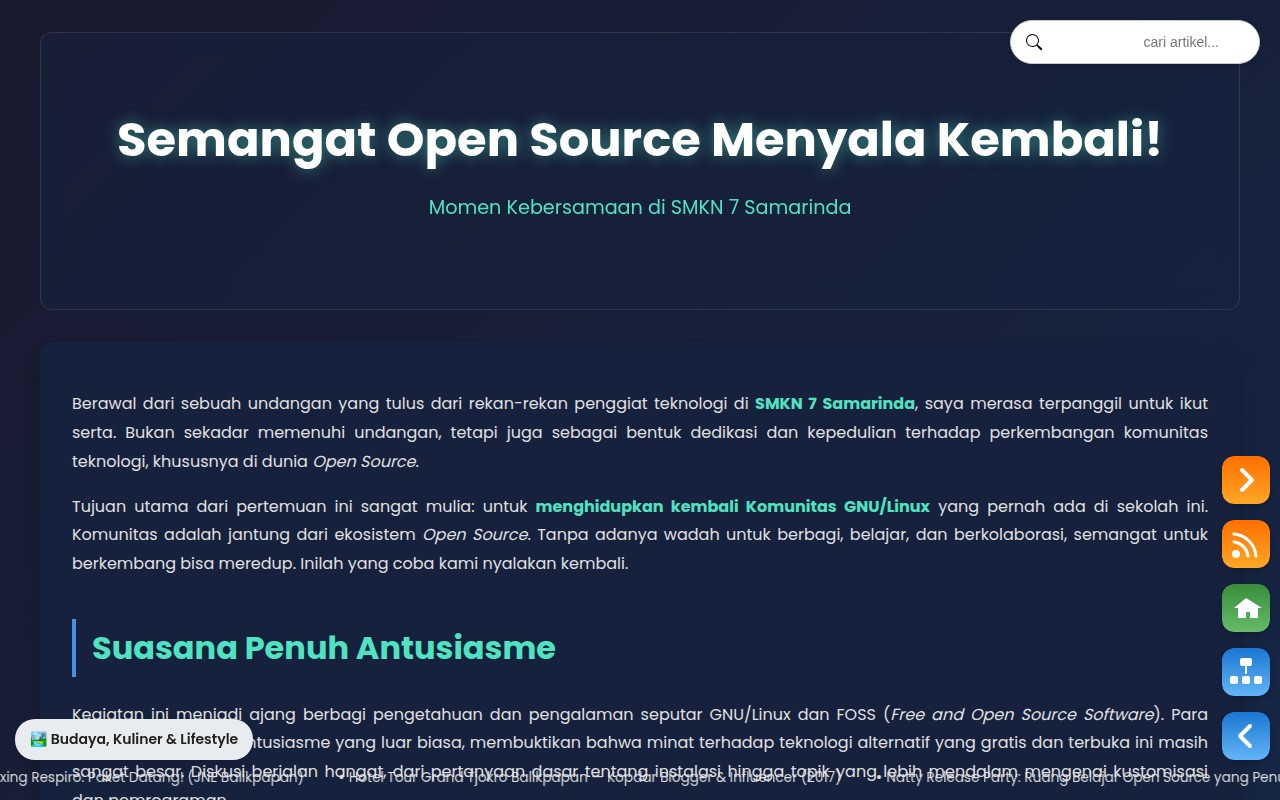 cari artikel...
Semangat Open Source Menyala Kembali!
Momen Kebersamaan di SMKN 7 Samarinda
Berawal dari sebuah undangan yang tulus dari rekan-rekan penggiat teknologi di SMKN 7 Samarinda, saya merasa terpanggil untuk ikut
serta. Bukan sekadar memenuhi undangan, tetapi juga sebagai bentuk dedikasi dan kepedulian terhadap perkembangan komunitas
teknologi, khususnya di dunia Open Source.
Tujuan utama dari pertemuan ini sangat mulia: untuk menghidupkan kembali Komunitas GNU/Linux yang pernah ada di sekolah ini.
Komunitas adalah jantung dari ekosistem Open Source. Tanpa adanya wadah untuk berbagi, belajar, dan berkolaborasi, semangat untuk
berkembang bisa meredup. Inilah yang coba kami nyalakan kembali.
Suasana Penuh Antusiasme
Kegiatan ini menjadi ajang berbagi pengetahuan dan pengalaman seputar GNU/Linux dan FOSS (Free and Open Source Software). Para
ntusiasme yang luar biasa, membuktikan bahwa minat terhadap teknologi alternatif yang gratis dan terbuka ini masih
🏞️ Budaya, Kuliner & Lifestyle
sangat besar. Diskusi berjalan hangat, dari pertanyaan dasar tentang instalasi hingga topik yang lebih mendalam mengenai kustomisasi
xing Respiro: Paket Datang! (JNE Balikpapan) • Hotel Tour Grand Tjokro Balikpapan – Kopdar Blogger & Influencer (2017) • Natty Release Party: Ruang Belajar Open Source yang Penu
dan pemrograman.